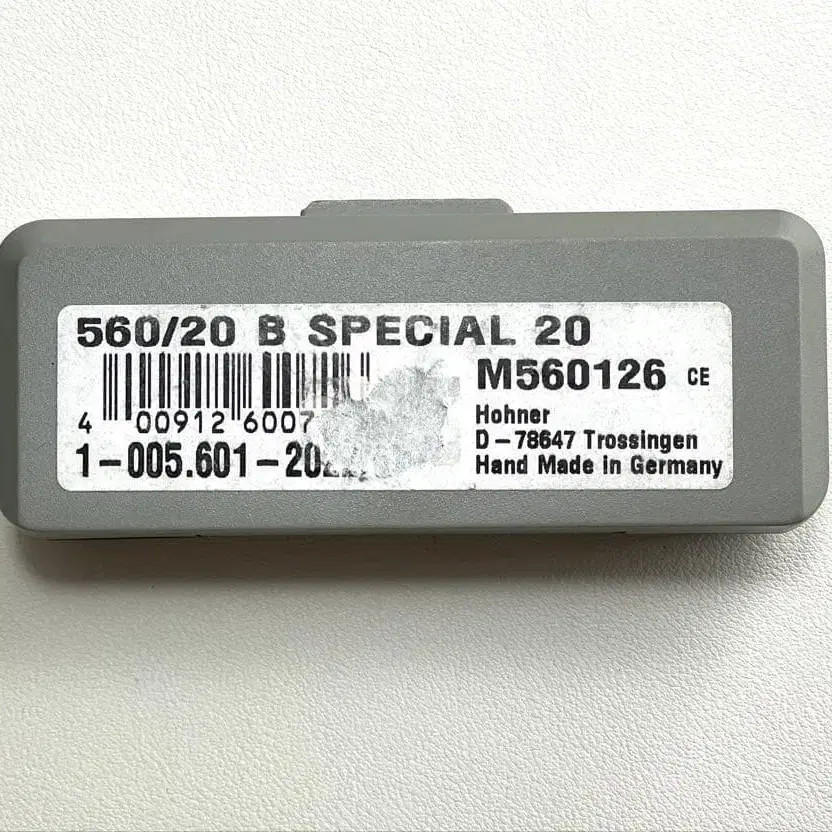 560/20 B SPECIAL 20
M560126 CE
4 00912 6007
Hohner
D-78647 Trossingen
1-005.601-20
Hand Made in Germany